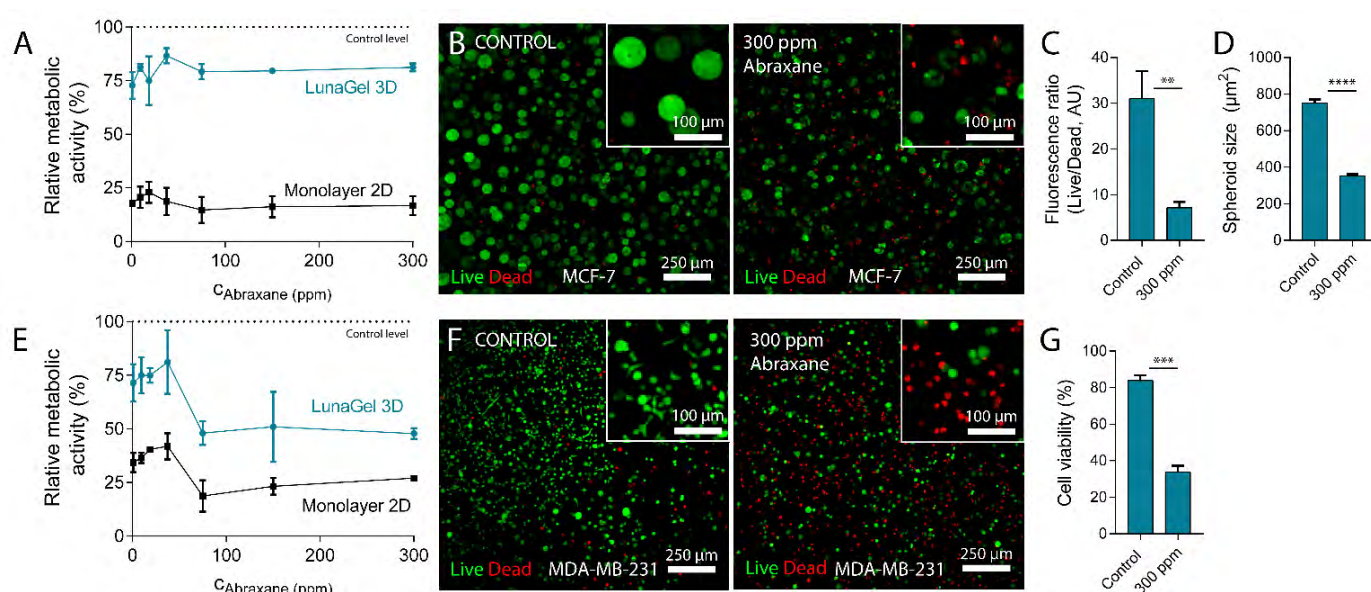 A
Rlative metabolic
activity (%)
100
75
50
25
0
Control level
LunaGel 3D
Monolayer 2D
0
100
200
300
cAbraxane (ppm)
B
CONTROL
100 µm
Live Dead
MCF-7
250 µm
300 ppm
Abraxane
100 µm
Live Dead
MCF-7
250 µm
C
Fluorescence ratio
(Live/Dead, AU)
40
30
20
10
0
**
Control
300 ppm
D
Spheroid size (µm²)
1000
800
600
400
200
0
****
Control
300 ppm
E
Rlative metabolic
activity (%)
100
75
50
25
0
Control level
LunaGel 3D
Monolayer 2D
0
100
200
300
cAbraxane (ppm)
F
CONTROL
100 µm
Live Dead
MDA-MB-231
250 µm
300 ppm
Abraxane
100 µm
Live Dead
MDA-MB-231
250 µm
G
Cell viability (%)
100
80
60
40
20
0
***
Control
300 ppm